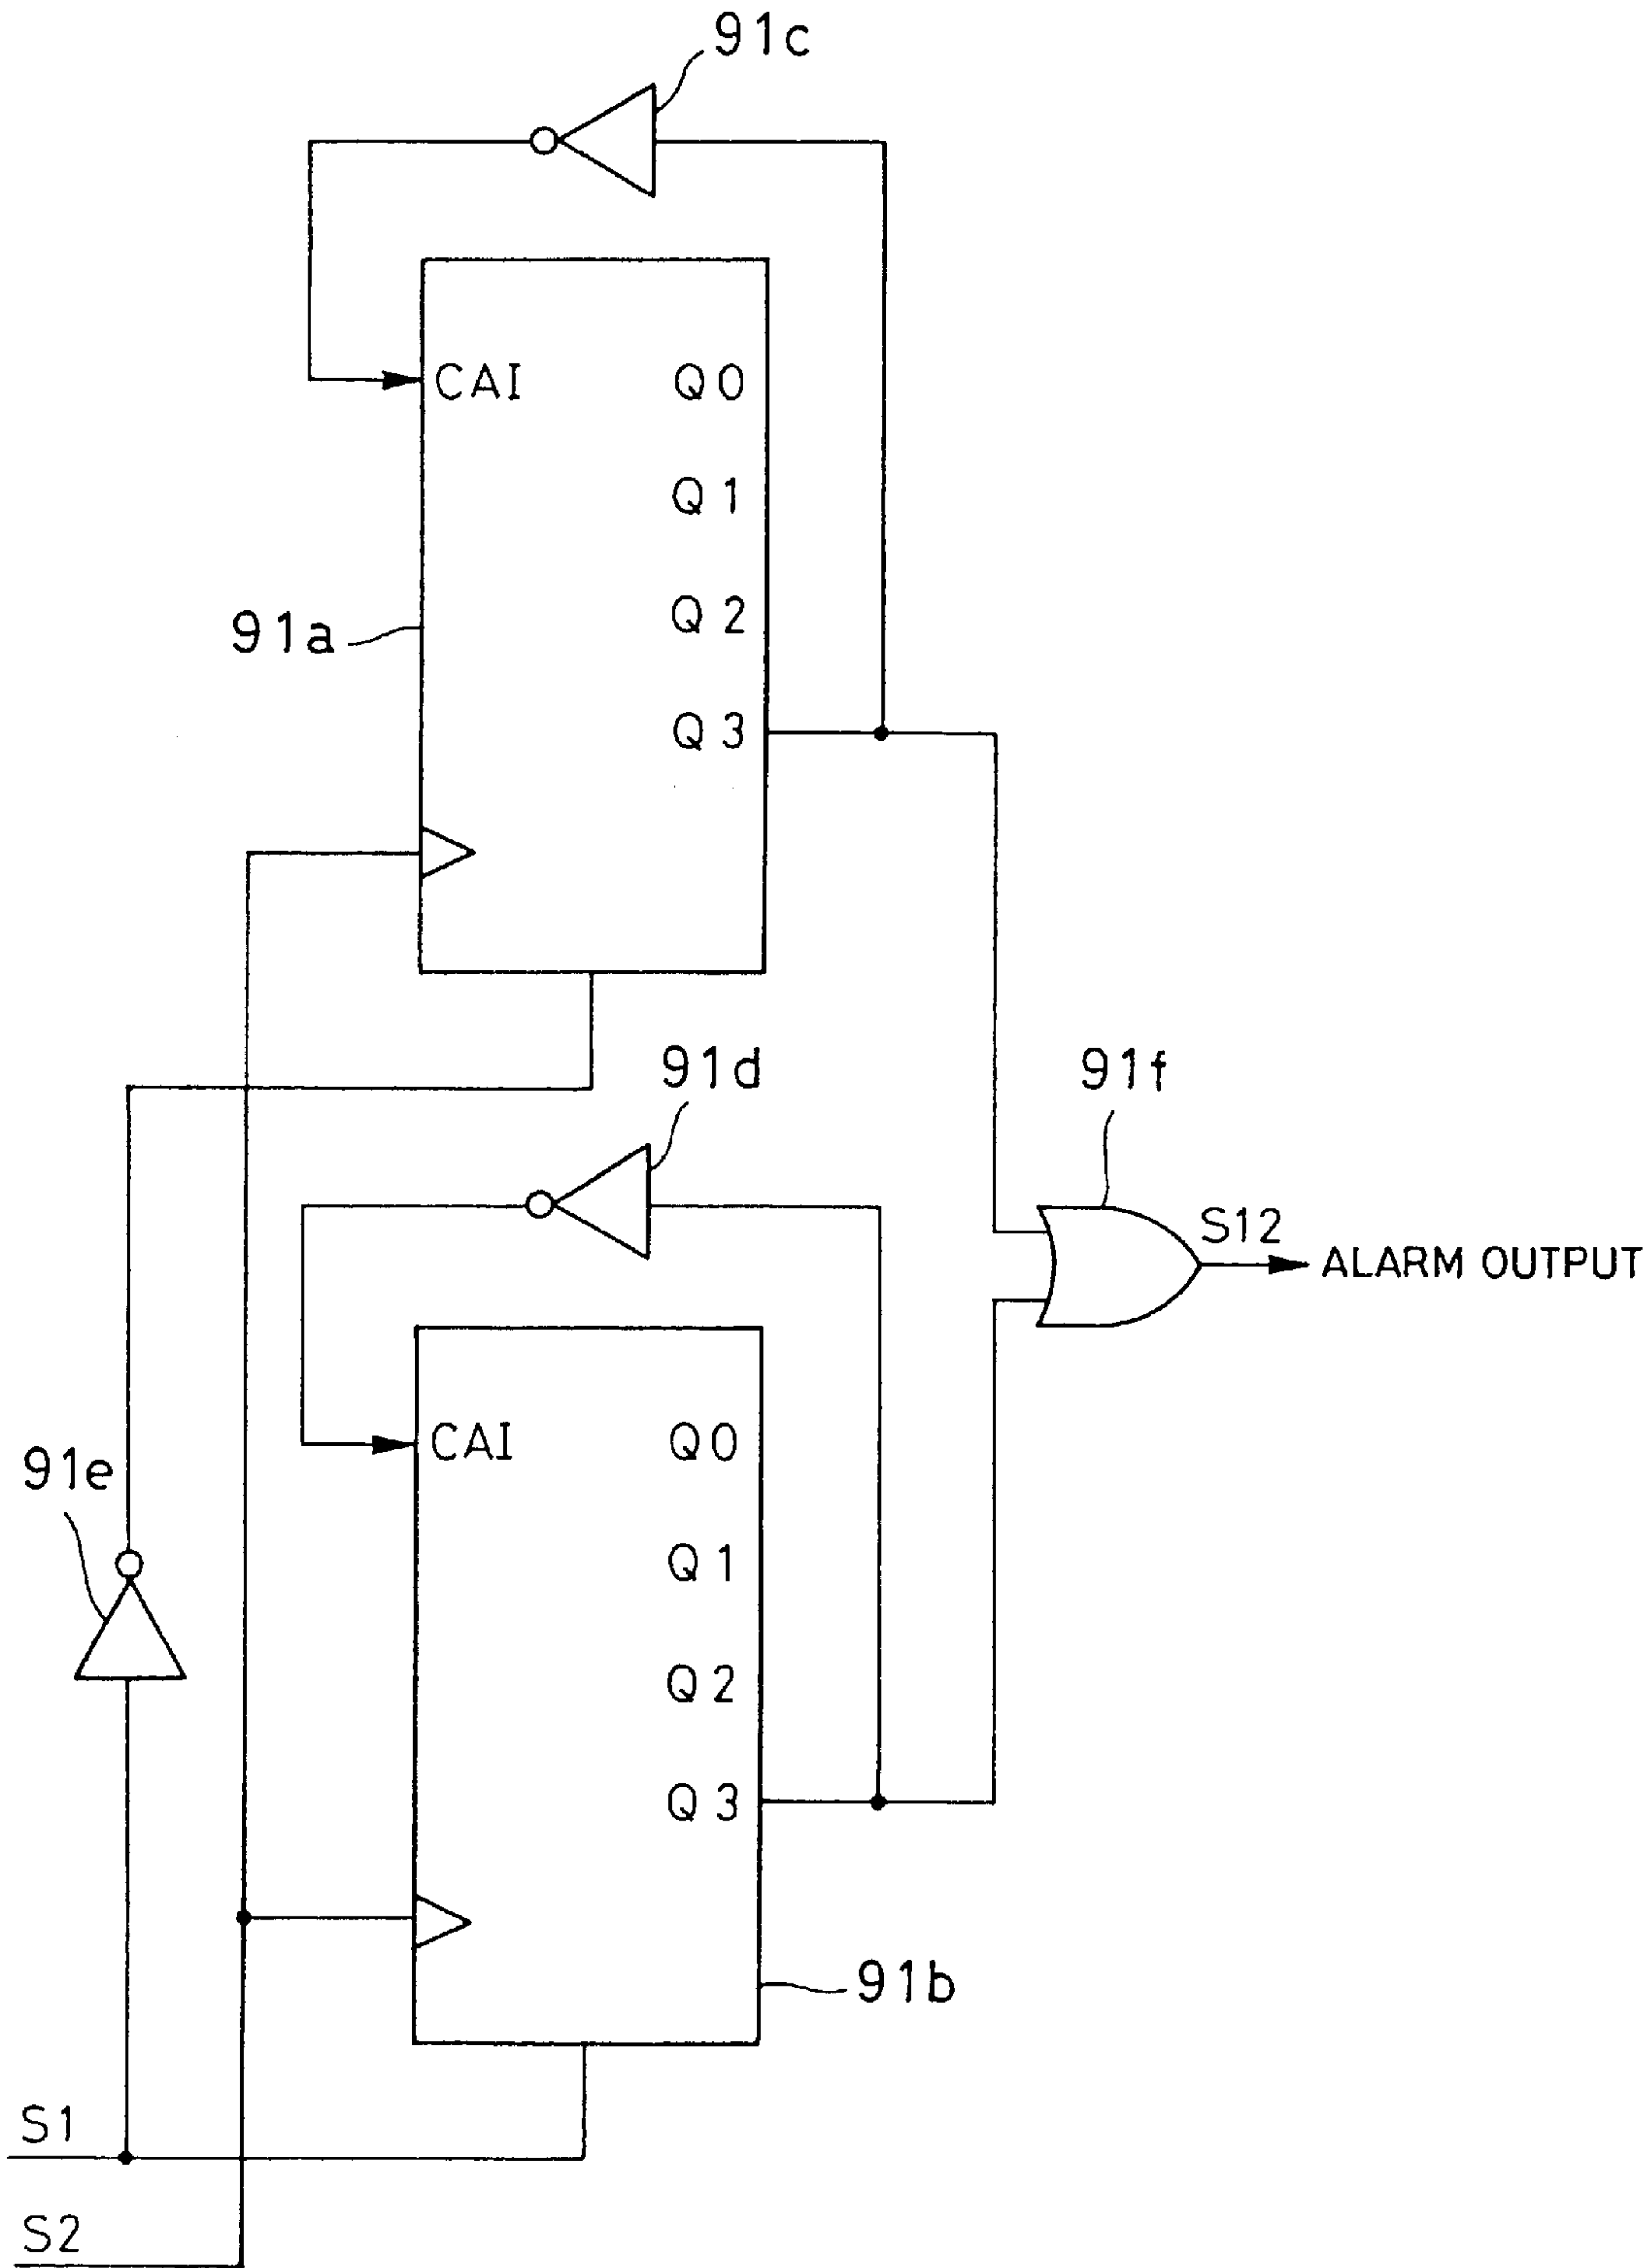 91c
CAI Q0
Q1
91a Q2
Q3
91d
91f
S12
ALARM OUTPUT
CAI Q0
91e
Q1
Q2
Q3
91b
S1
S2